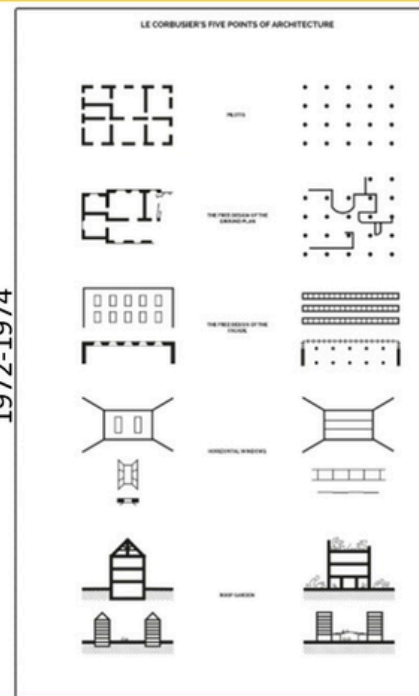 LE CORBUSIER'S FIVE POINTS OF ARCHITECTURE
PILOTIS
THE FREE DESIGN OF THE
GROUND PLAN
THE FREE DESIGN OF THE
FACADE
HORIZONTAL WINDOWS
ROOF GARDEN
1972-1974